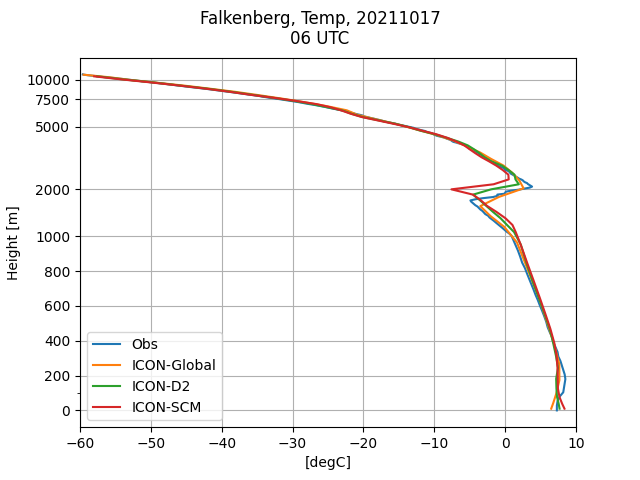 Falkenberg, Temp, 20211017
06 UTC
10000
7500
5000
2000
1000
800
600
400
200
0
Height [m]
Obs
ICON-Global
ICON-D2
ICON-SCM
−60 −50 −40 −30 −20 −10 0 10
[degC]